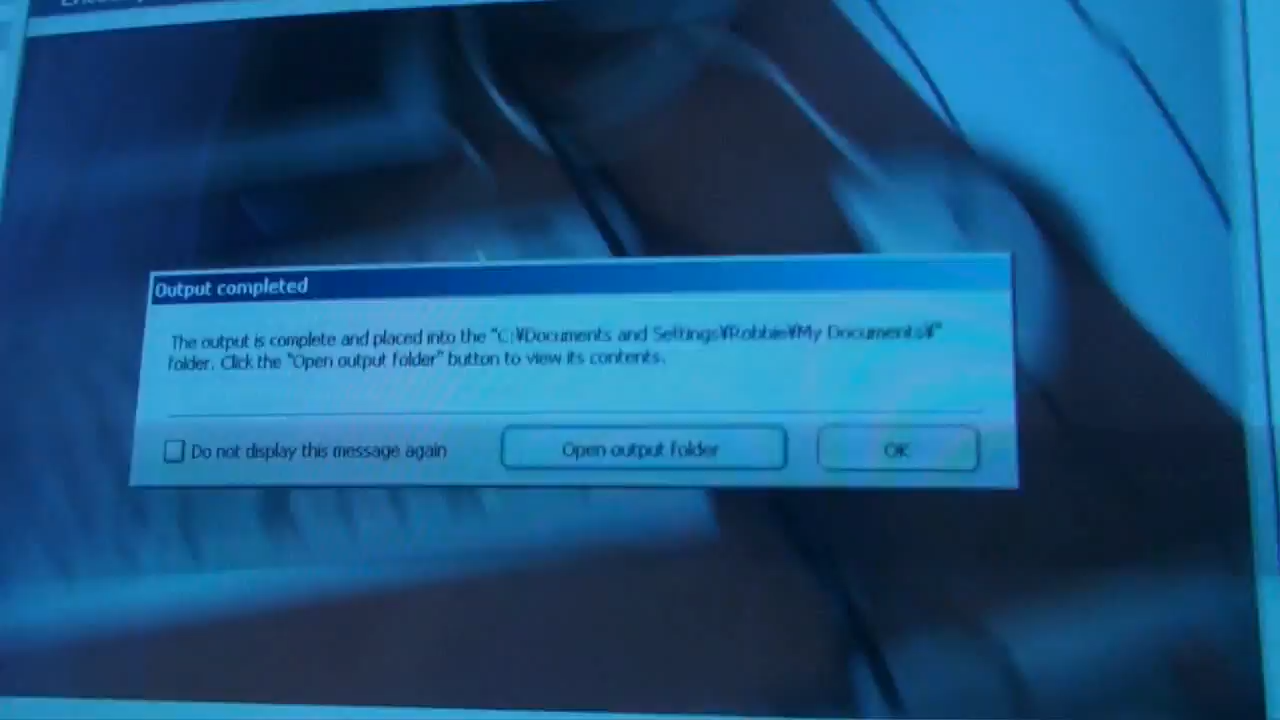 Output completed
The output is complete and placed into the "C:¥Documents and Settings¥Robbie¥My Documents¥"
folder. Click the "Open output folder" button to view its contents.
Do not display this message again
Open output folder
OK